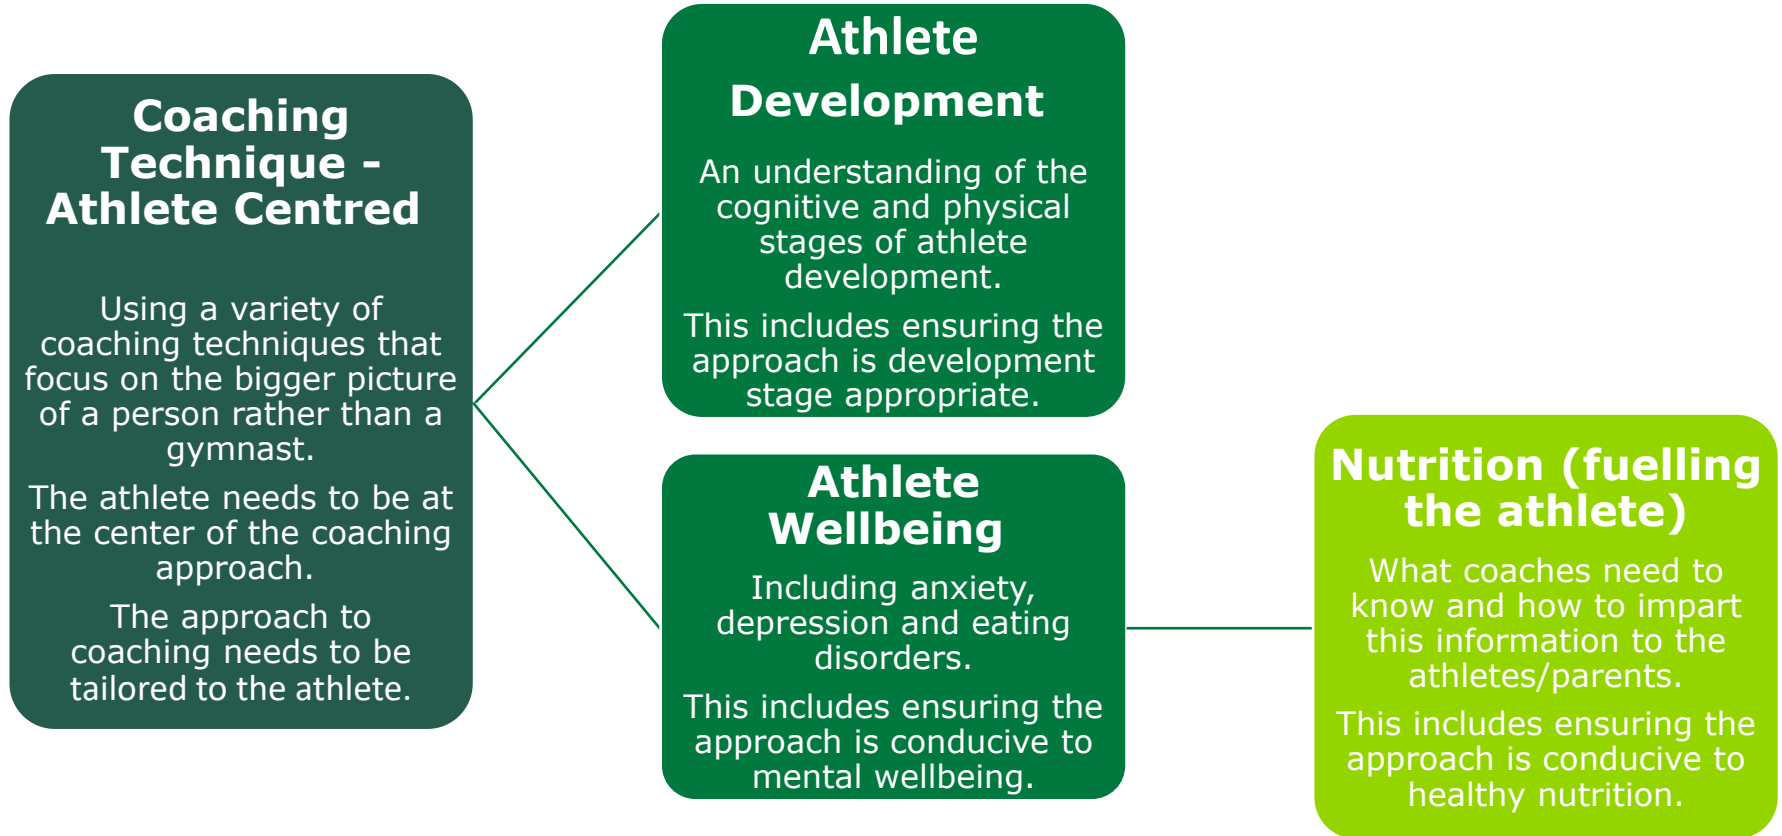 Coaching
Technique -
Athlete Centred
Using a variety of
coaching techniques that
focus on the bigger picture
of a person rather than a
gymnast.
The athlete needs to be at
the center of the coaching
approach.
The approach to
coaching needs to be
tailored to the athlete.
Athlete
Development
An understanding of the
cognitive and physical
stages of athlete
development.
This includes ensuring the
approach is development
stage appropriate.
Athlete
Wellbeing
Including anxiety,
depression and eating
disorders.
This includes ensuring the
approach is conducive to
mental wellbeing.
Nutrition (fuelling
the athlete)
What coaches need to
know and how to impart
this information to the
athletes/parents.
This includes ensuring the
approach is conducive to
healthy nutrition.